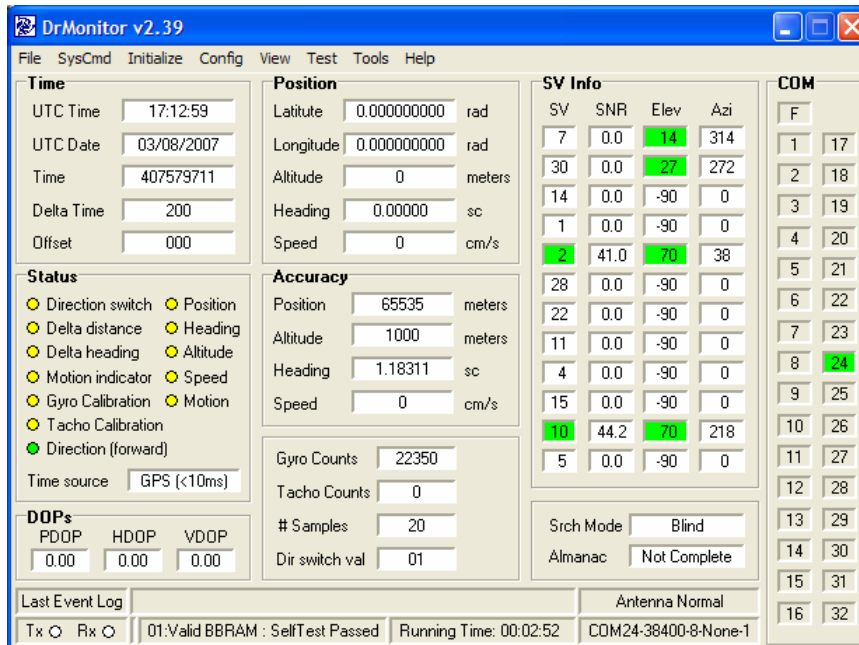 DrMonitor v2.39
File SysCmd Initialize Config View Test Tools Help
Time
UTC Time 17:12:59
UTC Date 03/08/2007
Time 407579711
Delta Time 200
Offset 000
Status
Direction switch Position
Delta distance Heading
Delta heading Altitude
Motion indicator Speed
Gyro Calibration Motion
Tacho Calibration
Direction (forward)
Time source GPS (<10ms)
DOPs
PDOP HDOP VDOP
0.00 0.00 0.00
Position
Latitute 0.000000000 rad
Longitude 0.000000000 rad
Altitude 0 meters
Heading 0.00000 sc
Speed 0 cm/s
Accuracy
Position 65535 meters
Altitude 1000 meters
Heading 1.18311 sc
Speed 0 cm/s
Gyro Counts 22350
Tacho Counts 0
# Samples 20
Dir switch val 01
SV Info
SV SNR Elev Azi
7 0.0 14 314
30 0.0 27 272
14 0.0 -90 0
1 0.0 -90 0
2 41.0 70 38
28 0.0 -90 0
22 0.0 -90 0
11 0.0 -90 0
4 0.0 -90 0
15 0.0 -90 0
10 44.2 70 218
5 0.0 -90 0
Srch Mode Blind
Almanac Not Complete
COM
F
1 17
2 18
3 19
4 20
5 21
6 22
7 23
8 24
9 25
10 26
11 27
12 28
13 29
14 30
15 31
16 32
Last Event Log Antenna Normal
Tx Rx 01:Valid BBRAM : SelfTest Passed Running Time: 00:02:52 COM24-38400-8-None-1